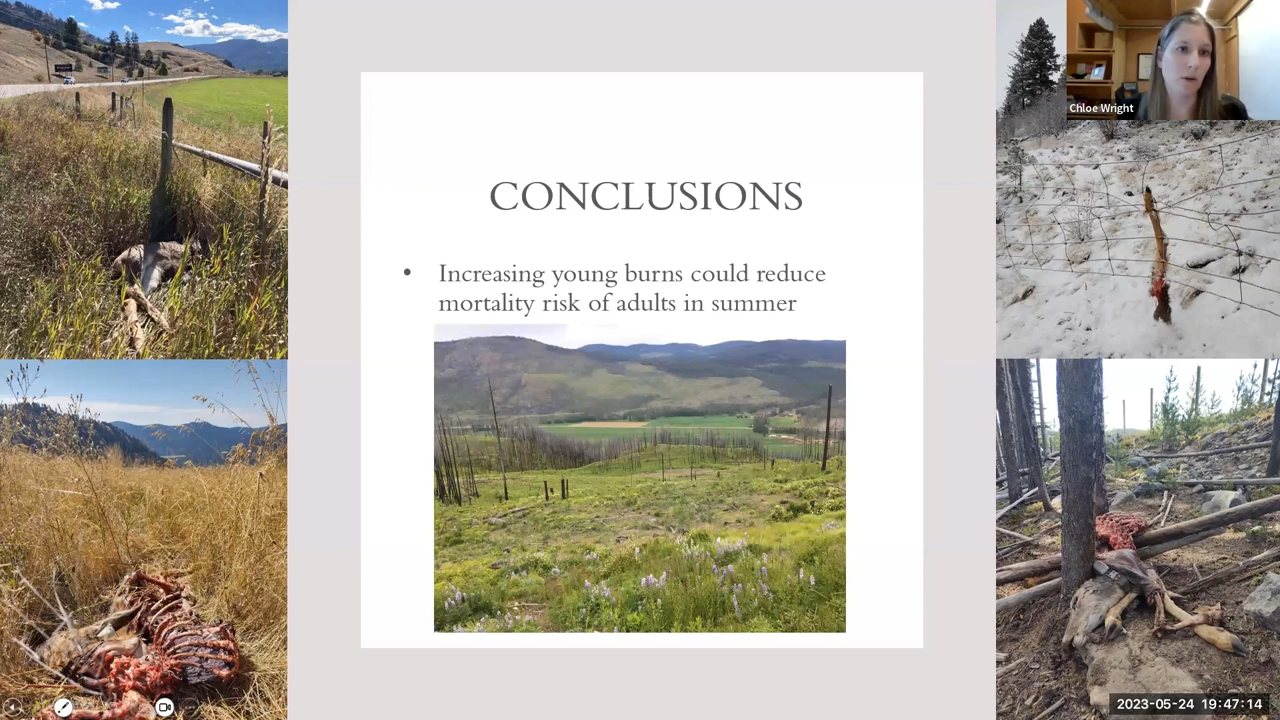 Chloe Wright
CONCLUSIONS
• Increasing young burns could reduce
mortality risk of adults in summer
2023-05-24 19:47:14